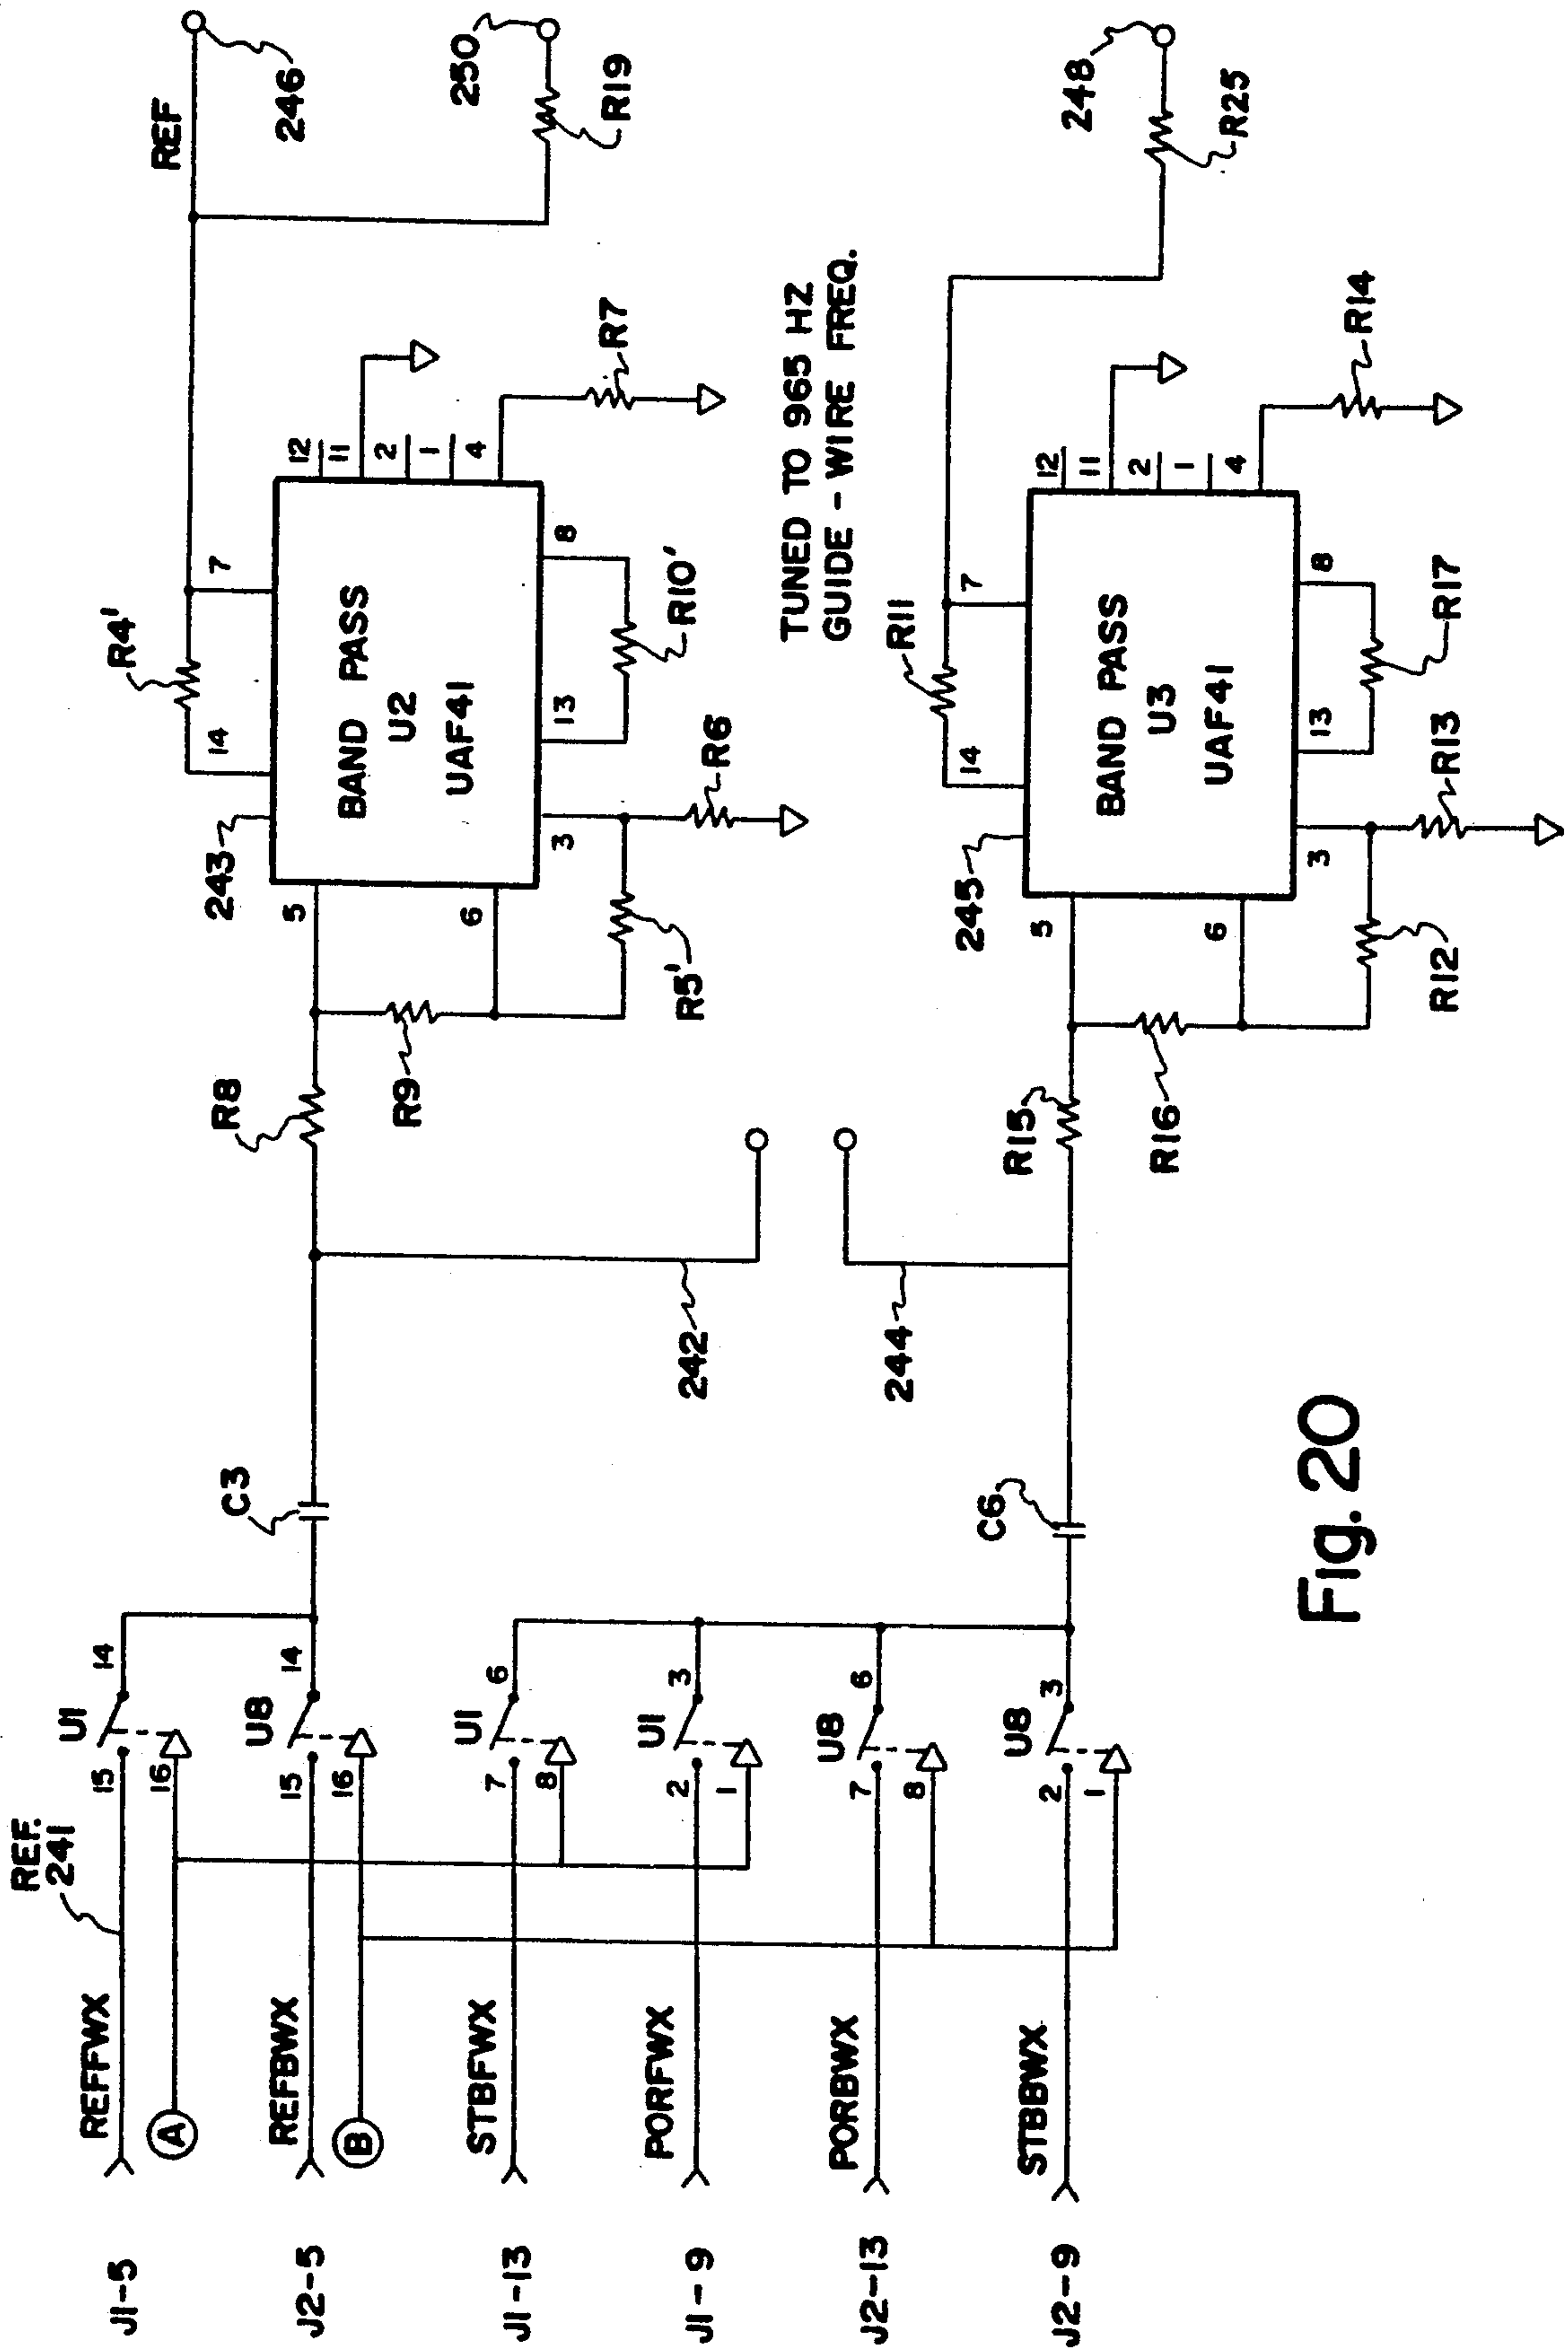 REF.
241
J1-5
REFFWX
15
U1
14
16
A
J2-5
REFBWX
15
U8
14
16
B
C3
242
R8
R9
R5'
243
5
6
14
R4'
7
REF
246
250
R19
BAND PASS
U2
UAF41
12
11
2
1
4
R7
3
R6
13
8
R10'
J1-13
STBFWX
7
U1
6
8
J1-9
PORFWX
2
U1
3
1
J2-13
PORBWX
7
U8
6
8
J2-9
STBBWX
2
U8
3
1
C6
244
R15
R16
R12
TUNED TO 965 HZ
GUIDE-WIRE FREQ.
245
5
6
14
R11
7
248
R25
BAND PASS
U3
UAF41
12
11
2
1
4
R14
3
R13
13
8
R17
Fig. 20